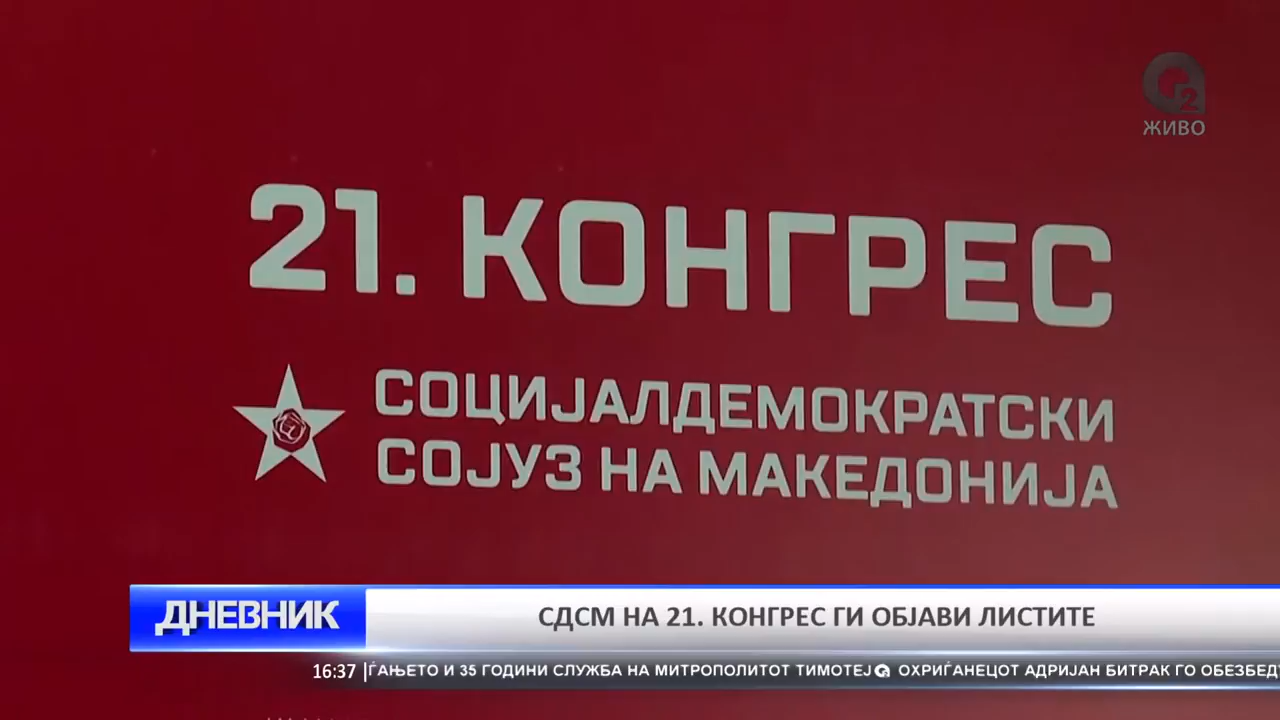 2
ЖИВО
21. КОНГРЕС
СОЦИЈАЛДЕМОКРАТСКИ
СОЈУЗ НА МАКЕДОНИЈА
ДНЕВНИК
СДСМ НА 21. КОНГРЕС ГИ ОБЈАВИ ЛИСТИТЕ
16:37 ЃАЊЕТО И 35 ГОДИНИ СЛУЖБА НА МИТРОПОЛИТОТ ТИМОТЕЈ ОХРИЃАНЕЦОТ АДРИЈАН БИТРАК ГО ОБЕЗБЕД